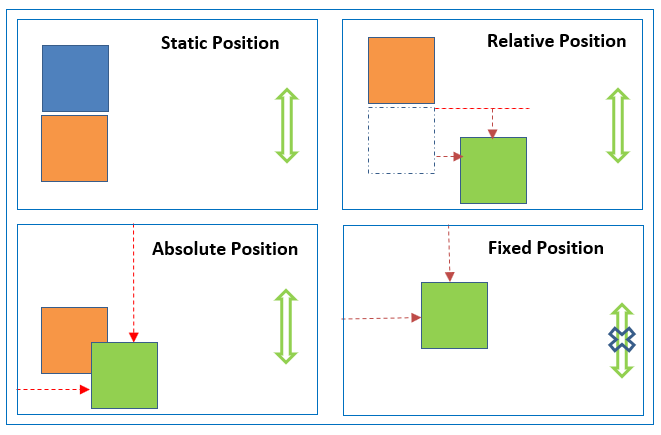 Static Position
Relative Position
Absolute Position
Fixed Position